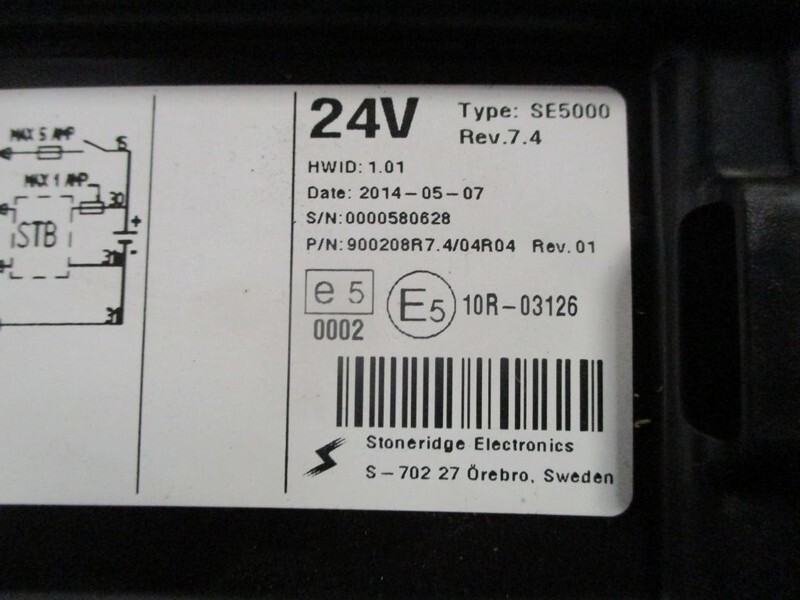 MAX 5 AMP
15
MAX 1 AMP
30
+
STB
-
31
24V
Type: SE5000
Rev.7.4
HWID: 1.01
Date: 2014-05-07
S/N:0000580628
P/N:900208R7.4/04R04 Rev.01
e 5
0002
E5
10R-03126
Stoneridge Electronics
S-702 27 Örebro, Sweden